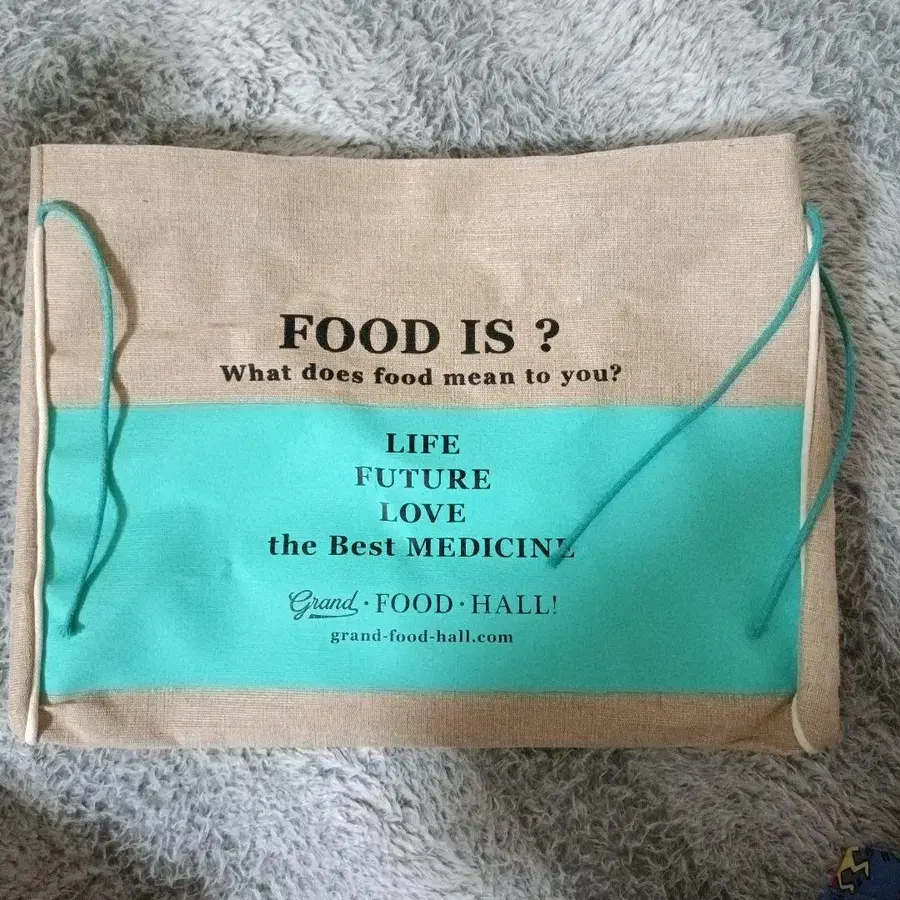 FOOD IS ?
What does food mean to you?
LIFE
FUTURE
LOVE
the Best MEDICINE
Grand · FOOD · HALL!
grand-food-hall.com